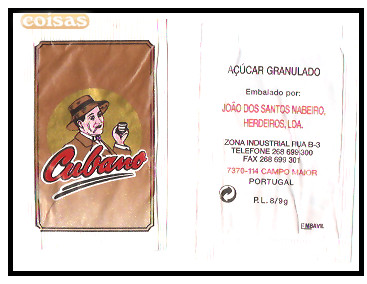 coisas
Cubano
AÇÚCAR GRANULADO
Embalado por:
JOÃO DOS SANTOS NABEIRO,
HERDEIROS, LDA.
ZONA INDUSTRIAL RUA B-3
TELEFONE 268 699 300
FAX 268 699 301
7370-114 CAMPO MAIOR
PORTUGAL
P.L. 8/9g
EMBAVIL